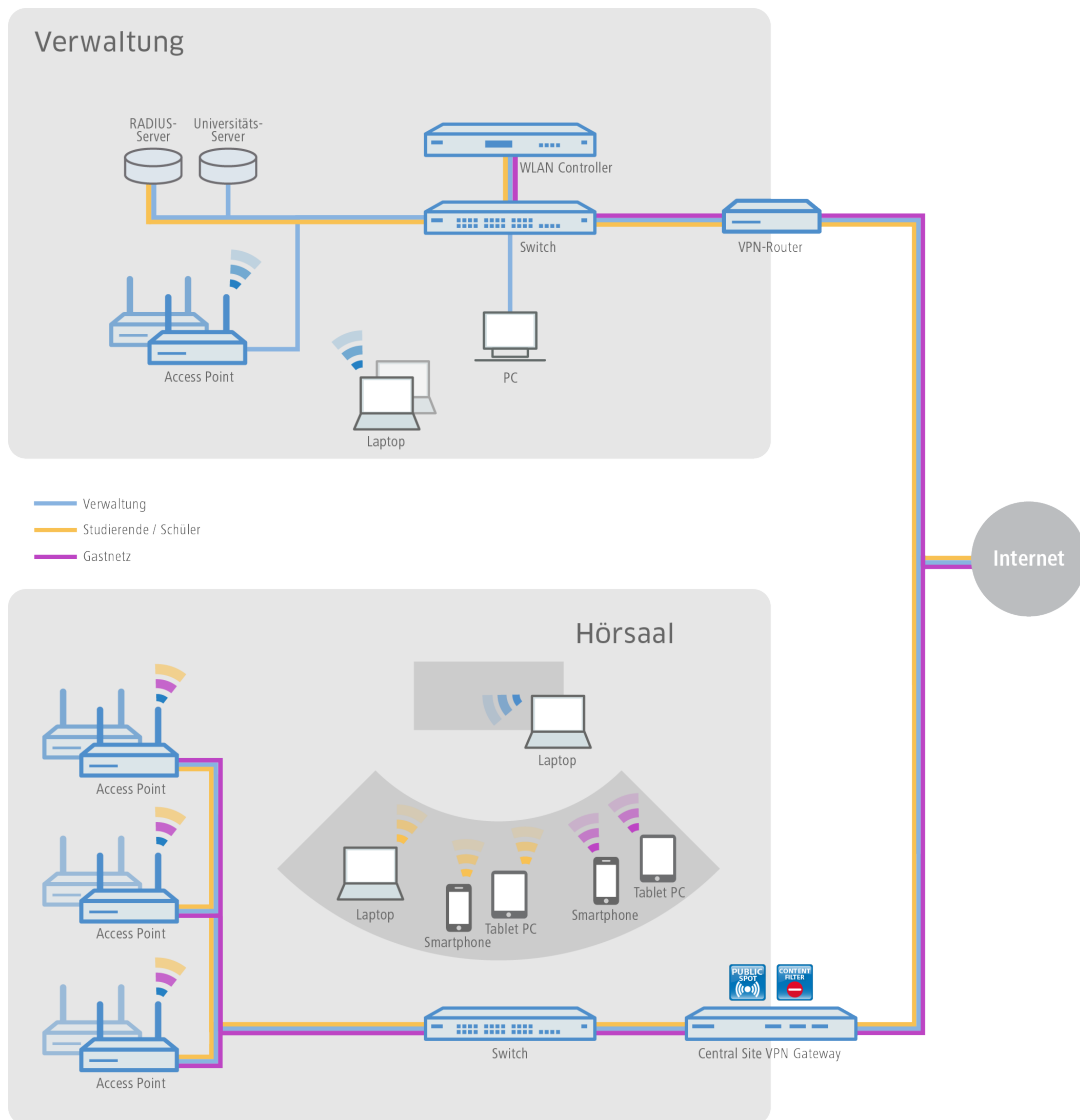 Verwaltung
RADIUS-
Server
Universitäts-
Server
WLAN Controller
Switch
VPN-Router
Access Point
PC
Laptop
Verwaltung
Studierende / Schüler
Gastnetz
Internet
Hörsaal
Laptop
Access Point
Laptop
Smartphone
Tablet PC
Smartphone
Tablet PC
Access Point
PUBLIC
SPOT
CONTENT
FILTER
Access Point
Switch
Central Site VPN Gateway